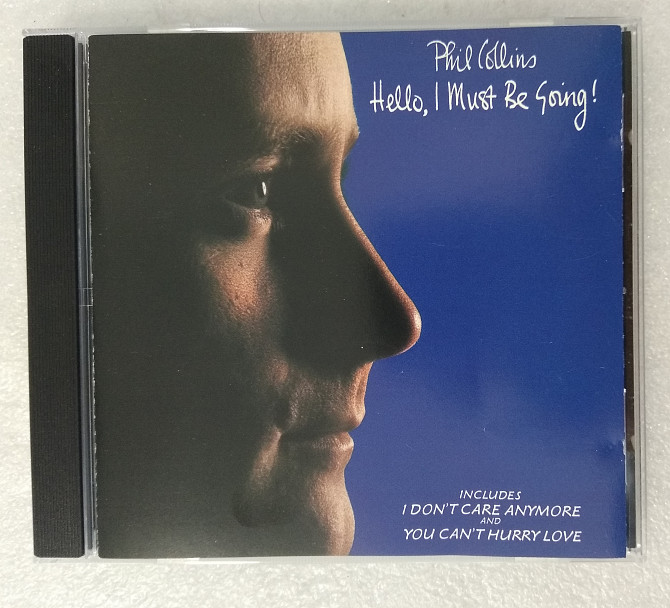 Phil Collins
Hello, I Must Be Going!
INCLUDES
I DON'T CARE ANYMORE
AND
YOU CAN'T HURRY LOVE